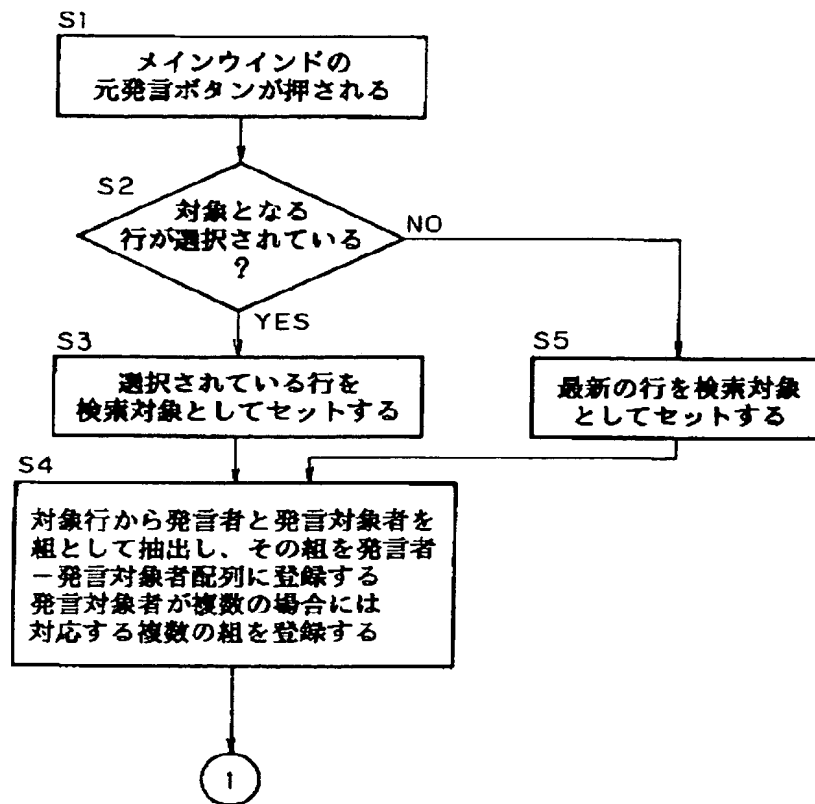 S1
メインウインドの
元発言ボタンが押される
S2
対象となる
行が選択されている
?
NO
YES
S3
選択されている行を
検索対象としてセットする
S5
最新の行を検索対象
としてセットする
S4
対象行から発言者と発言対象者を
組として抽出し、その組を発言者
－発言対象者配列に登録する
発言対象者が複数の場合には
対応する複数の組を登録する
1